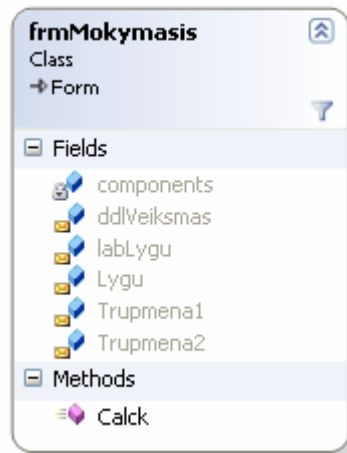 frmMokymasis
Class
Form
Fields
components
ddlVeiksmas
labLygu
Lygu
Trupmena1
Trupmena2
Methods
Calck